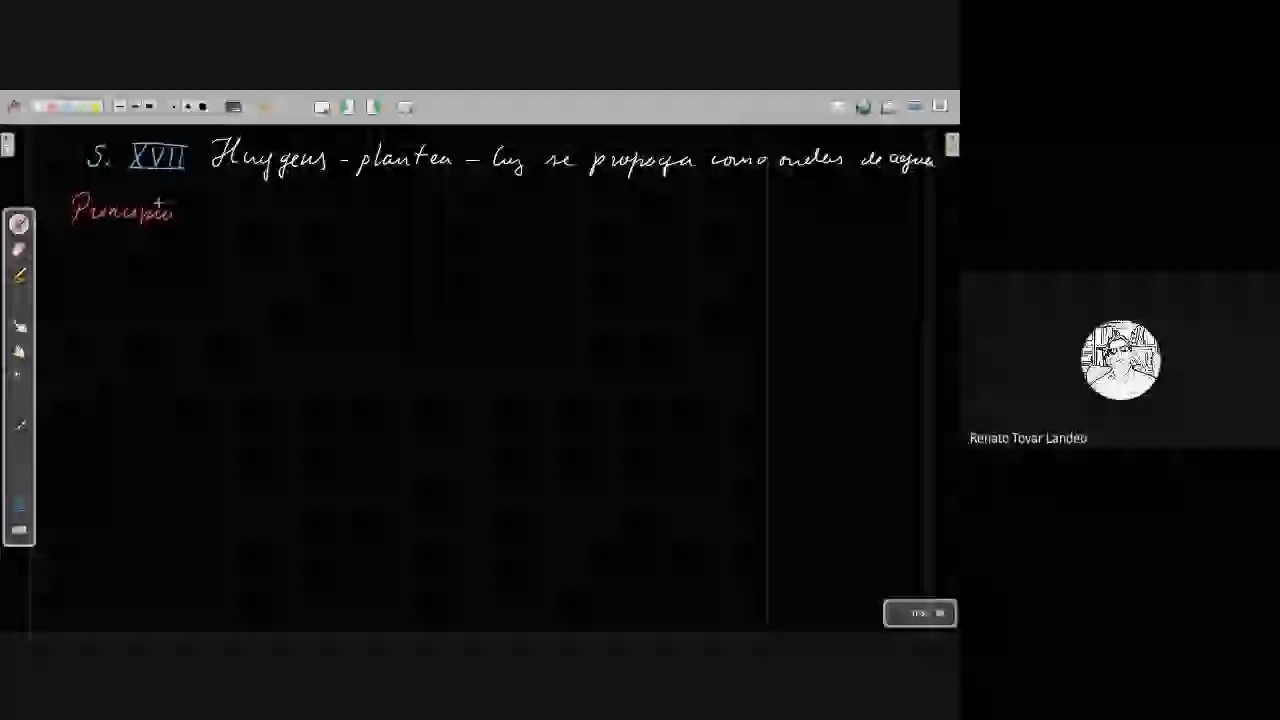 S. XVII Huygens - plantea - luz se propaga como ondas de agua
Principio
Renato Tovar Landeo